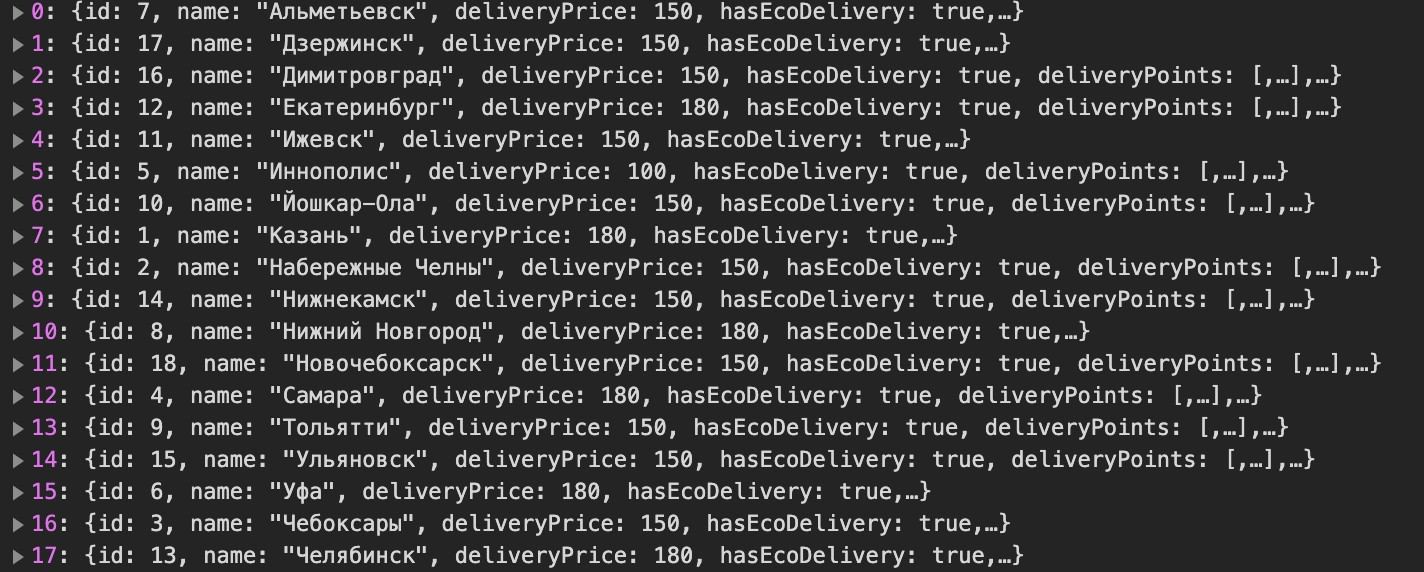 0: {id: 7, name: "Альметьевск", deliveryPrice: 150, hasEcoDelivery: true,…}
1: {id: 17, name: "Дзержинск", deliveryPrice: 150, hasEcoDelivery: true,…}
2: {id: 16, name: "Димитровград", deliveryPrice: 150, hasEcoDelivery: true, deliveryPoints: [,…],…}
3: {id: 12, name: "Екатеринбург", deliveryPrice: 180, hasEcoDelivery: true, deliveryPoints: [,…],…}
4: {id: 11, name: "Ижевск", deliveryPrice: 150, hasEcoDelivery: true,…}
5: {id: 5, name: "Иннополис", deliveryPrice: 100, hasEcoDelivery: true, deliveryPoints: [,…],…}
6: {id: 10, name: "Йошкар-Ола", deliveryPrice: 150, hasEcoDelivery: true, deliveryPoints: [,…],…}
7: {id: 1, name: "Казань", deliveryPrice: 180, hasEcoDelivery: true,…}
8: {id: 2, name: "Набережные Челны", deliveryPrice: 150, hasEcoDelivery: true, deliveryPoints: [,…],…}
9: {id: 14, name: "Нижнекамск", deliveryPrice: 150, hasEcoDelivery: true, deliveryPoints: [,…],…}
10: {id: 8, name: "Нижний Новгород", deliveryPrice: 180, hasEcoDelivery: true,…}
11: {id: 18, name: "Новочебоксарск", deliveryPrice: 150, hasEcoDelivery: true, deliveryPoints: [,…],…}
12: {id: 4, name: "Самара", deliveryPrice: 180, hasEcoDelivery: true, deliveryPoints: [,…],…}
13: {id: 9, name: "Тольятти", deliveryPrice: 150, hasEcoDelivery: true, deliveryPoints: [,…],…}
14: {id: 15, name: "Ульяновск", deliveryPrice: 150, hasEcoDelivery: true, deliveryPoints: [,…],…}
15: {id: 6, name: "Уфа", deliveryPrice: 180, hasEcoDelivery: true,…}
16: {id: 3, name: "Чебоксары", deliveryPrice: 150, hasEcoDelivery: true,…}
17: {id: 13, name: "Челябинск", deliveryPrice: 180, hasEcoDelivery: true,…}